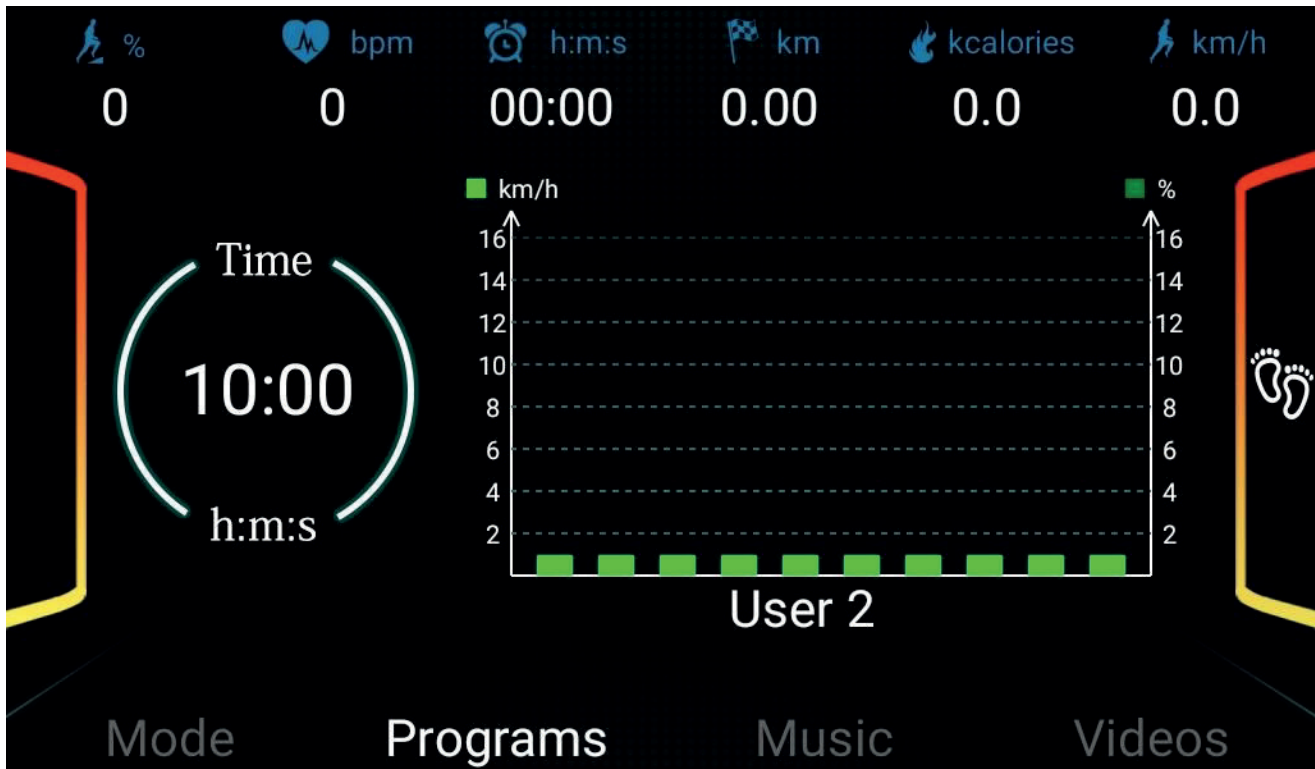 % bpm h:m:s km kcalories km/h
0 0 00:00 0.00 0.0 0.0
km/h %
16 16
14 14
12 12
10 10
8 8
6 6
4 4
2 2
Time
10:00
h:m:s
User 2
Mode Programs Music Videos